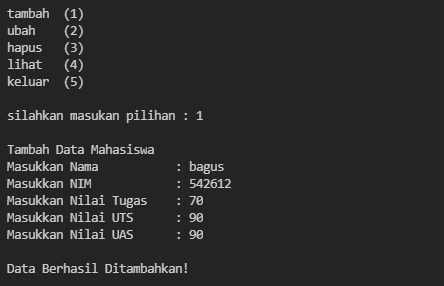 tambah  (1)
ubah    (2)
hapus   (3)
lihat   (4)
keluar  (5)
silahkan masukan pilihan : 1
Tambah Data Mahasiswa
Masukkan Nama           : bagus
Masukkan NIM            : 542612
Masukkan Nilai Tugas    : 70
Masukkan Nilai UTS      : 90
Masukkan Nilai UAS      : 90
Data Berhasil Ditambahkan!